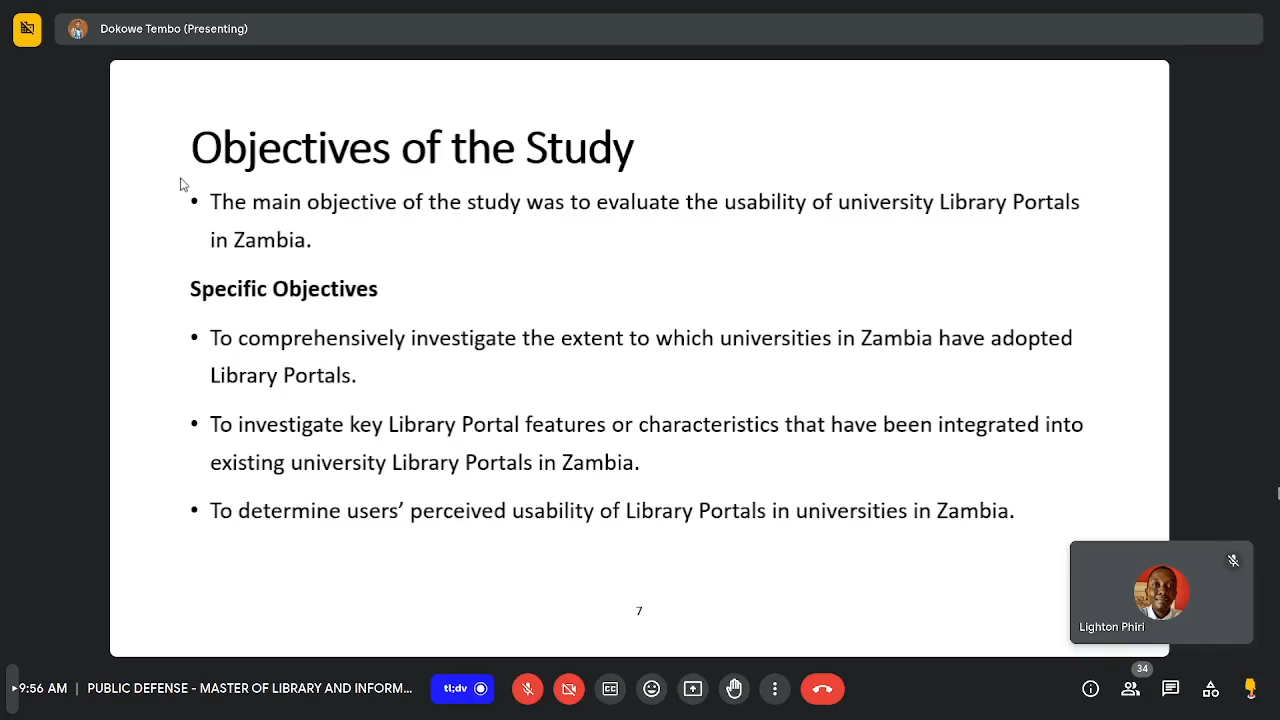 Dokowe Tembo (Presenting)
Objectives of the Study
• The main objective of the study was to evaluate the usability of university Library Portals
in Zambia.
Specific Objectives
• To comprehensively investigate the extent to which universities in Zambia have adopted
Library Portals.
• To investigate key Library Portal features or characteristics that have been integrated into
existing university Library Portals in Zambia.
• To determine users’ perceived usability of Library Portals in universities in Zambia.
7
Lighton Phiri
34
9:56 AM | PUBLIC DEFENSE - MASTER OF LIBRARY AND INFORM...
tl;dv
CC